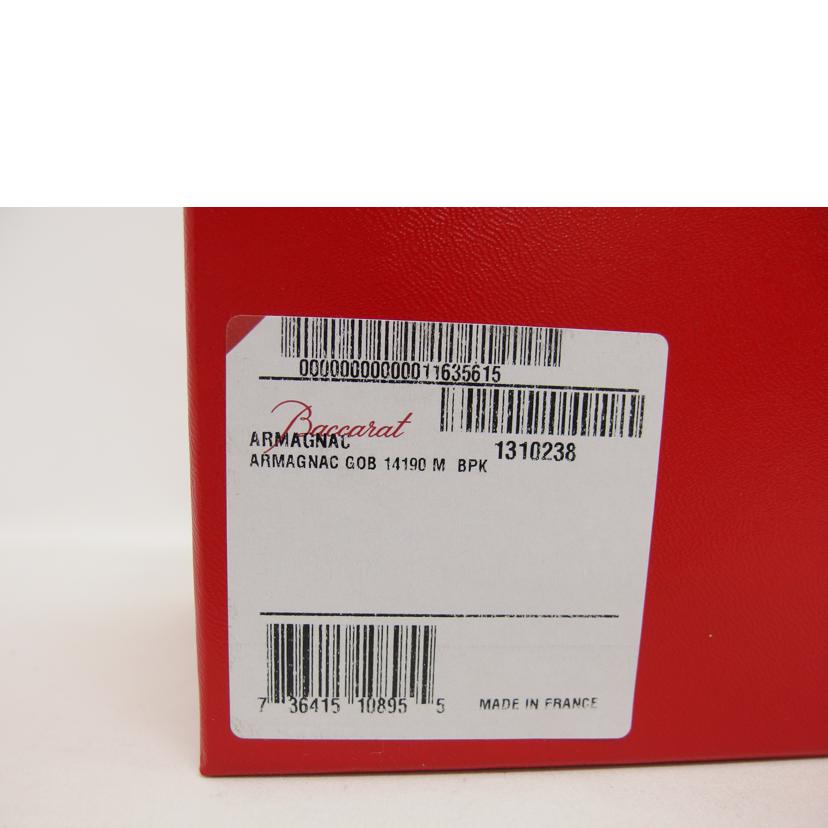 00000000000011635615
Baccarat
ARMAGNAC
1310238
ARMAGNAC GOB 14190 M BPK
7 36415 10895 5
MADE IN FRANCE